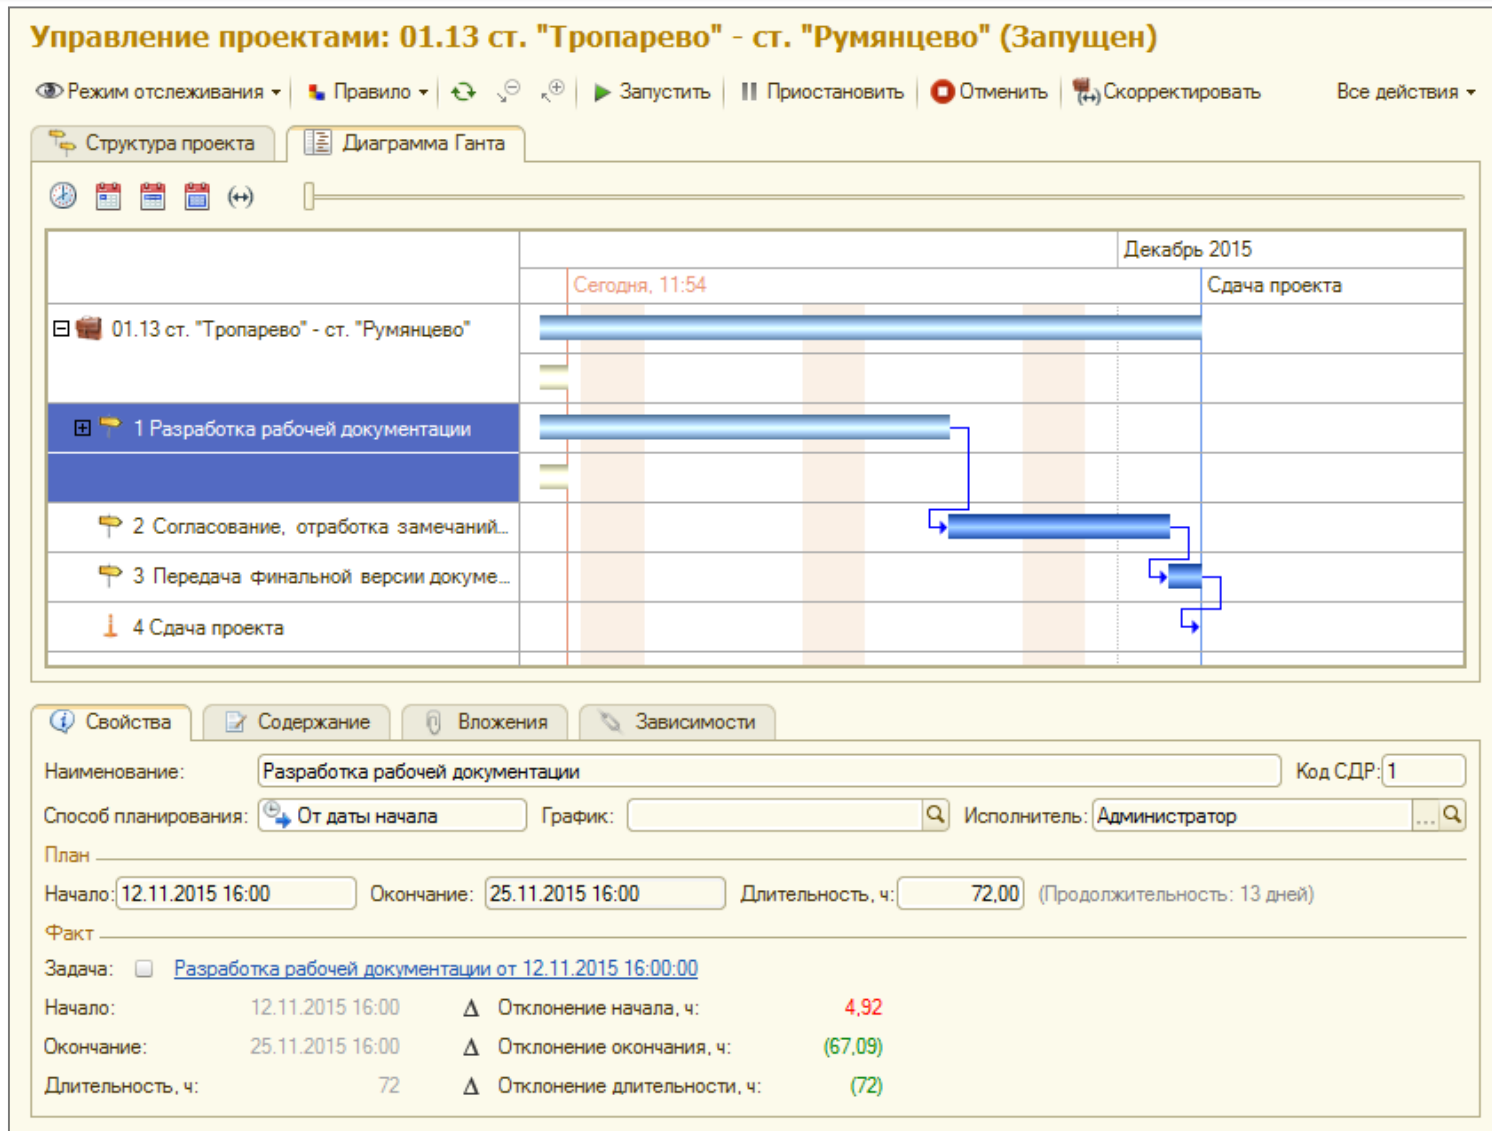 Управление проектами: 01.13 ст. "Тропарево" - ст. "Румянцево" (Запущен)
Режим отслеживания Правило Запустить Приостановить Отменить Скорректировать Все действия
Структура проекта Диаграмма Ганта
Декабрь 2015
Сегодня, 11:54 Сдача проекта
01.13 ст. "Тропарево" - ст. "Румянцево"
1 Разработка рабочей документации
2 Согласование, отработка замечаний...
3 Передача финальной версии докуме...
4 Сдача проекта
Свойства Содержание Вложения Зависимости
Наименование: Разработка рабочей документации Код СДР: 1
Способ планирования: От даты начала График: Исполнитель: Администратор ...
План
Начало: 12.11.2015 16:00 Окончание: 25.11.2015 16:00 Длительность, ч: 72,00 (Продолжительность: 13 дней)
Факт
Задача: Разработка рабочей документации от 12.11.2015 16:00:00
Начало: 12.11.2015 16:00 Δ Отклонение начала, ч: 4,92
Окончание: 25.11.2015 16:00 Δ Отклонение окончания, ч: (67,09)
Длительность, ч: 72 Δ Отклонение длительности, ч: (72)